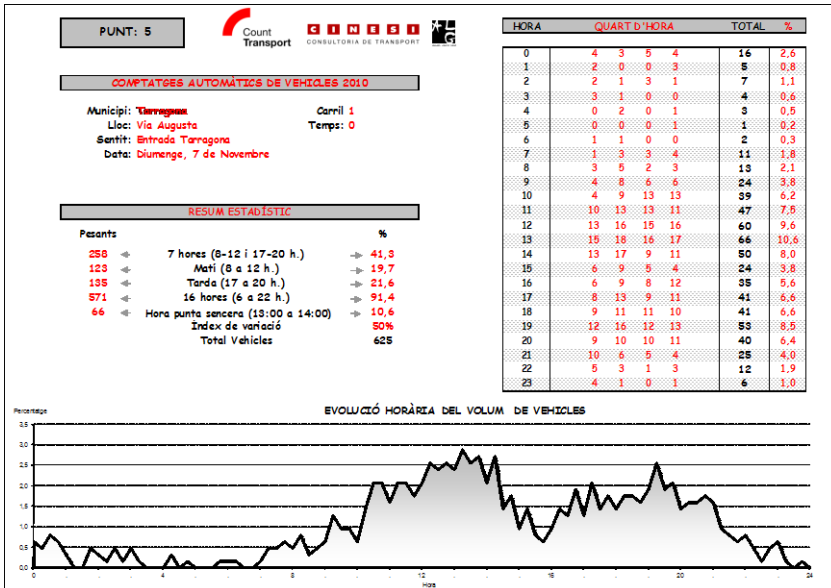 PUNT: 5
Count
Transport
CINESI
CONSULTORIA DE TRANSPORT
COMPTATGES AUTOMÀTICS DE VEHICLES 2010
Municipi: Tarragona Carril 1
Lloc: Via Augusta Temps: 0
Sentit: Entrada Tarragona
Data: Diumenge, 7 de Novembre
RESUM ESTADÍSTIC
Pesants %
258 7 hores (8-12 i 17-20 h.) 41,3
123 Matí (8 a 12 h.) 19,7
135 Tarda (17 a 20 h.) 21,6
571 16 hores (6 a 22 h.) 91,4
66 Hora punta sencera (13:00 a 14:00) 10,6
Índex de variació 50%
Total Vehicles 625
HORA QUART D'HORA TOTAL %
0 4 3 5 4 16 2,6
1 2 0 0 3 5 0,8
2 2 1 3 1 7 1,1
3 3 1 0 0 4 0,6
4 0 2 0 1 3 0,5
5 0 0 0 1 1 0,2
6 1 1 0 0 2 0,3
7 1 3 3 4 11 1,8
8 3 5 2 3 13 2,1
9 4 8 6 6 24 3,8
10 4 9 13 13 39 6,2
11 10 13 13 11 47 7,5
12 13 16 15 16 60 9,6
13 15 18 16 17 66 10,6
14 13 17 9 11 50 8,0
15 6 9 5 4 24 3,8
16 6 9 8 12 35 5,6
17 8 13 9 11 41 6,6
18 9 11 11 10 41 6,6
19 12 16 12 13 53 8,5
20 9 10 10 11 40 6,4
21 10 6 5 4 25 4,0
22 5 3 1 3 12 1,9
23 4 1 0 1 6 1,0
EVOLUCIÓ HORÀRIA DEL VOLUM DE VEHICLES
Percentatge
3,5
3,0
2,5
2,0
1,5
1,0
0,5
0,0
0 4 8 12 16 20 24
Hora